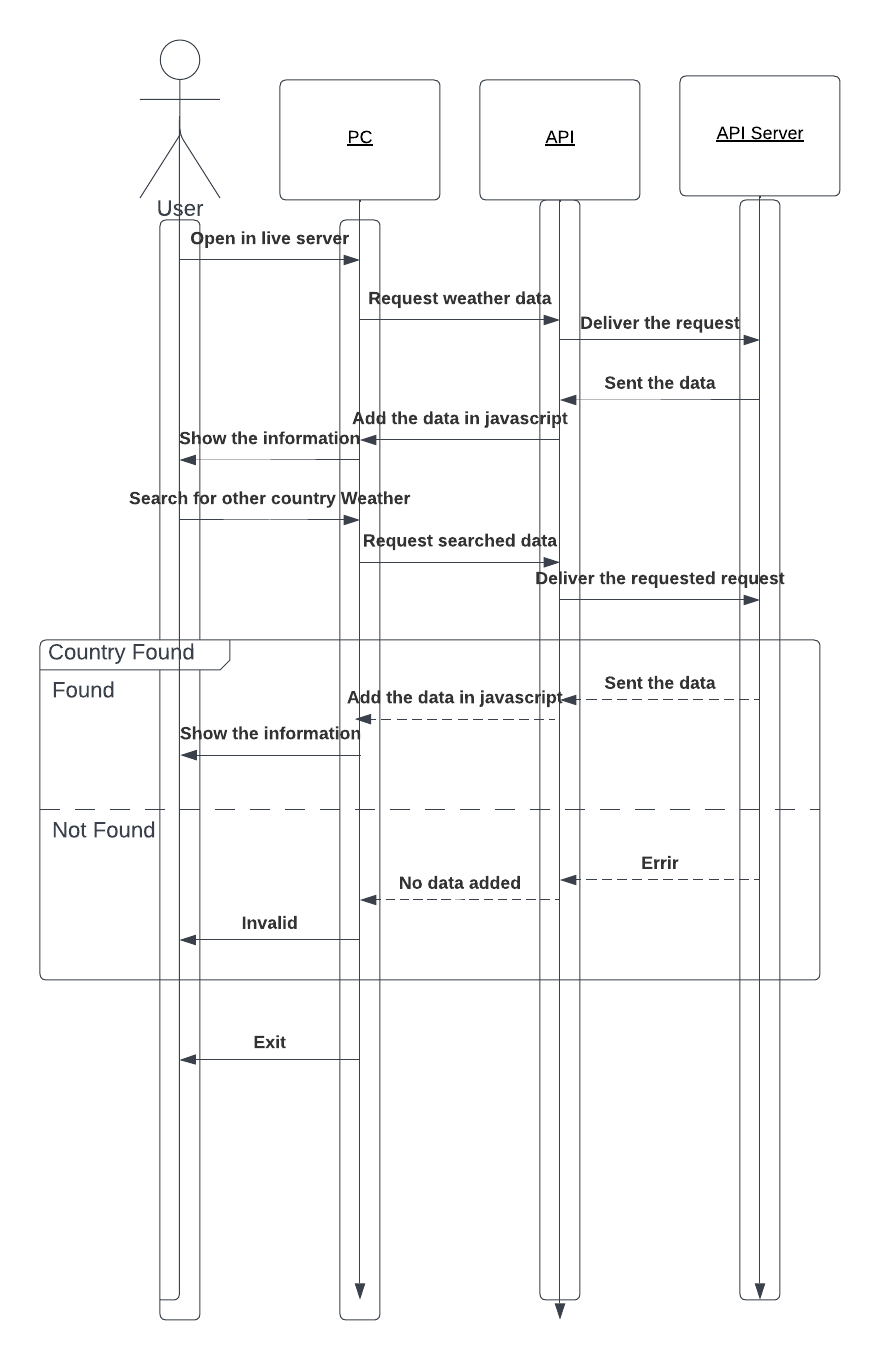 PC
API
API Server
User
Open in live server
Request weather data
Deliver the request
Sent the data
Add the data in javascript
Show the information
Search for other country Weather
Request searched data
Deliver the requested request
Country Found
Found
Sent the data
Add the data in javascript
Show the information
Not Found
Errir
No data added
Invalid
Exit